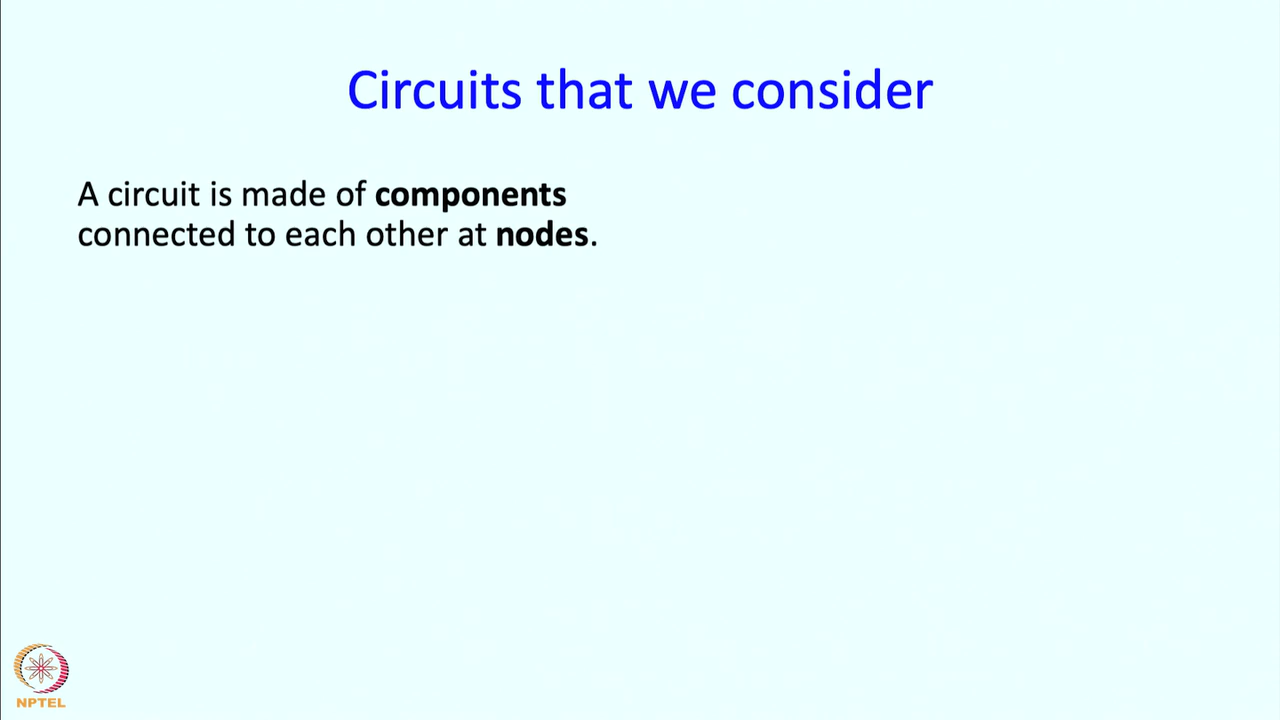 Circuits that we consider
A circuit is made of components
connected to each other at nodes.
NPTEL